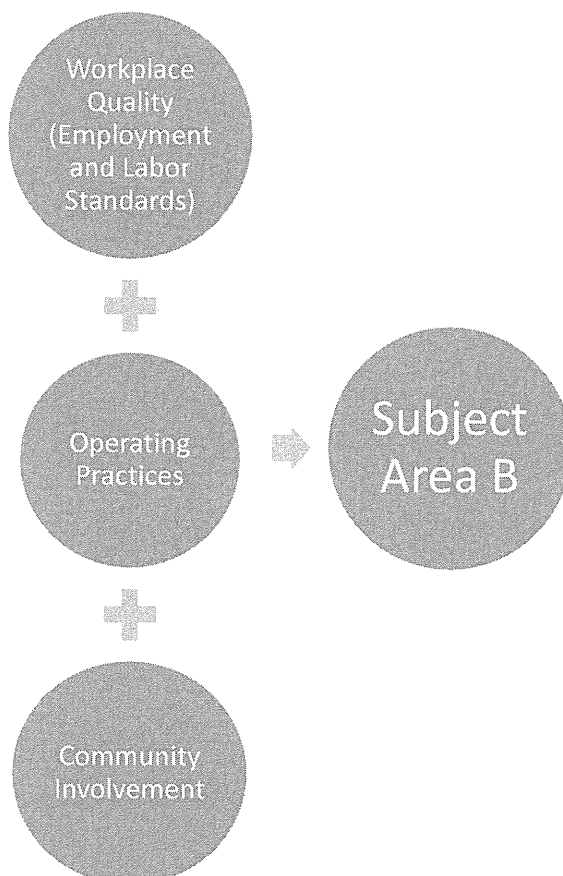 Workplace
Quality
(Employment
and Labor
Standards)
Operating
Practices
Subject
Area B
Community
Involvement